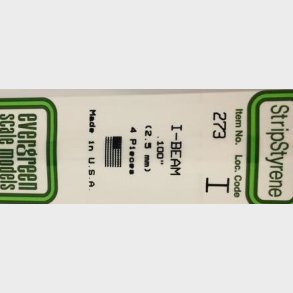 StripStyrene
Item No. Loc. Code
273 I
I-BEAM
.100"
(2.5 mm)
4 Pieces
Made in U.S.A.
evergreen
scale models